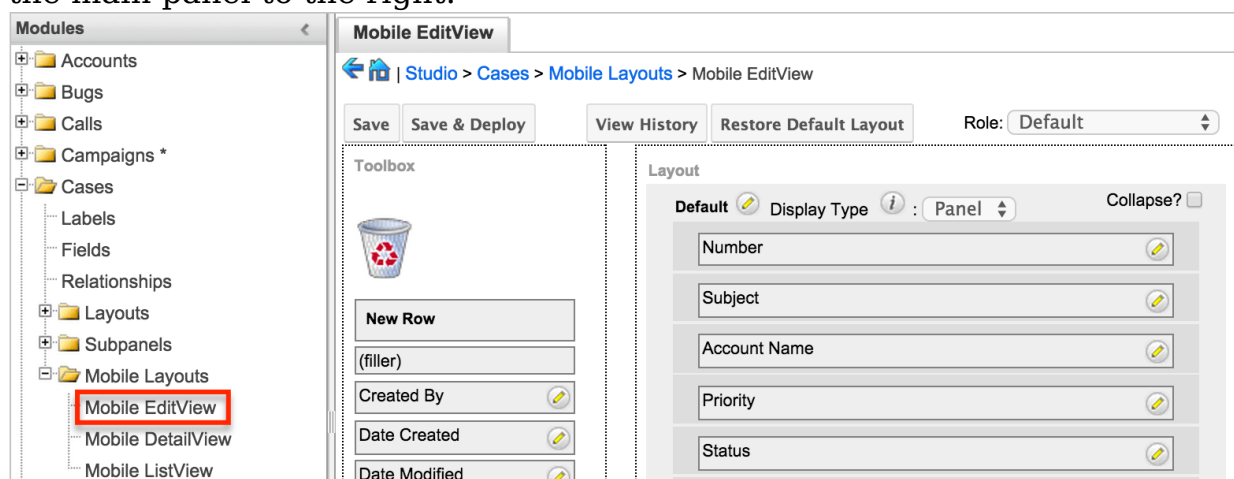 the main panel to the right.
Modules <
Accounts
Bugs
Calls
Campaigns *
Cases
Labels
Fields
Relationships
Layouts
Subpanels
Mobile Layouts
Mobile EditView
Mobile DetailView
Mobile ListView
Mobile EditView
| Studio > Cases > Mobile Layouts > Mobile EditView
Save Save & Deploy View History Restore Default Layout Role: Default
Toolbox
New Row
(filler)
Created By
Date Created
Date Modified
Layout
Default Display Type i : Panel Collapse?
Number
Subject
Account Name
Priority
Status